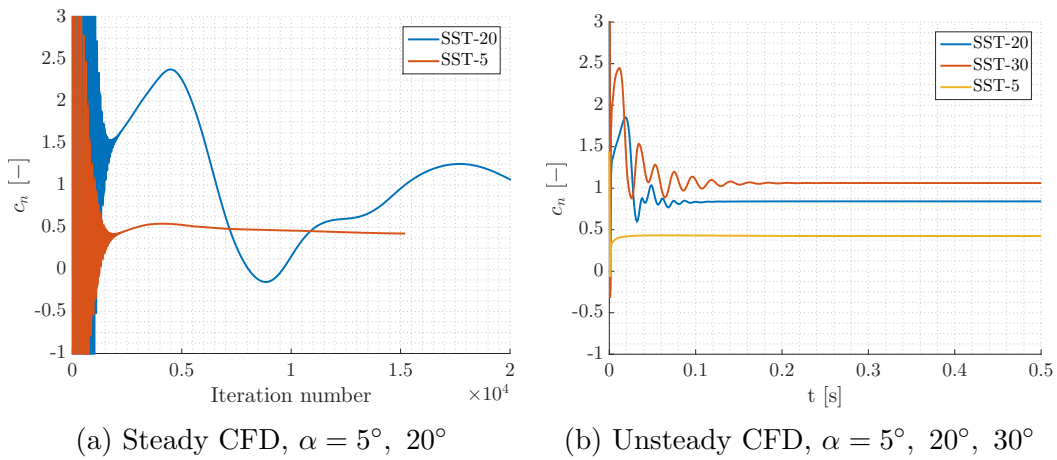 3
2.5
2
1.5
1
0.5
0
-0.5
-1
c_n [−]
0
0.5
1
1.5
2
×10^4
Iteration number
SST-20
SST-5
(a) Steady CFD, α = 5°, 20°
3
2.5
2
1.5
1
0.5
0
-0.5
-1
c_n [−]
0
0.1
0.2
0.3
0.4
0.5
t [s]
SST-20
SST-30
SST-5
(b) Unsteady CFD, α = 5°, 20°, 30°